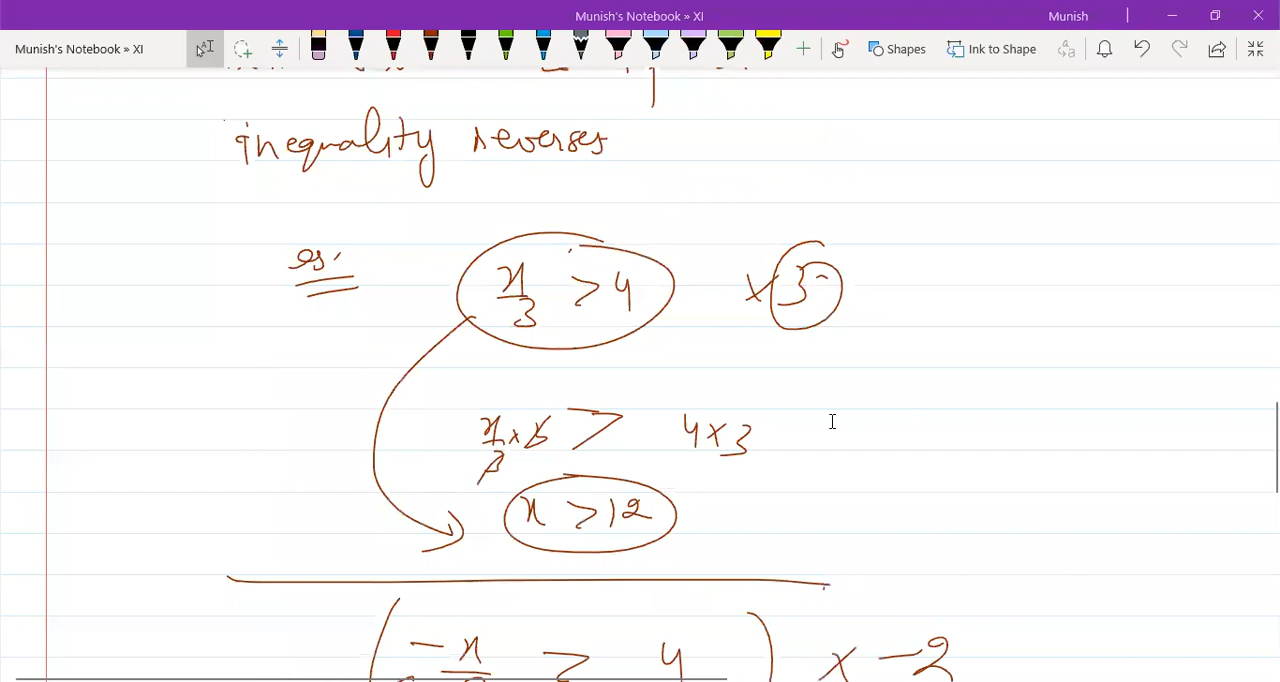 Munish's Notebook » XI
Munish
Munish's Notebook » XI
Shapes
Ink to Shape
inequality reverses
eg:
x/3 > 4 × 3
x/3 × 3 > 4 × 3
x > 12
4 ) × -2